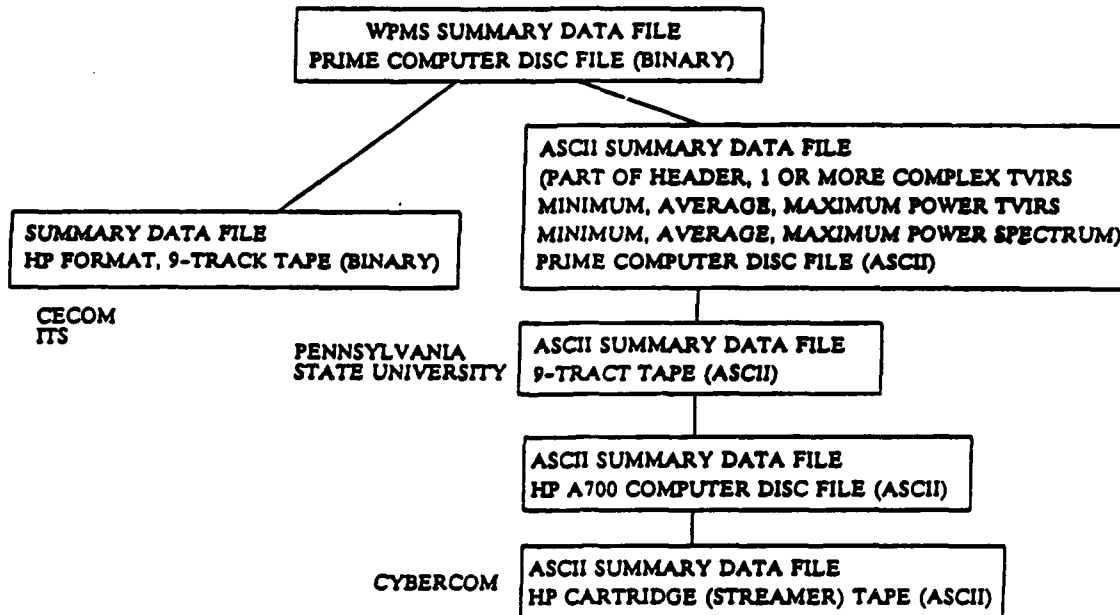 WPMS SUMMARY DATA FILE
PRIME COMPUTER DISC FILE (BINARY)
ASCII SUMMARY DATA FILE
(PART OF HEADER, 1 OR MORE COMPLEX TVIRS
MINIMUM, AVERAGE, MAXIMUM POWER TVIRS
MINIMUM, AVERAGE, MAXIMUM POWER SPECTRUM)
PRIME COMPUTER DISC FILE (ASCII)
SUMMARY DATA FILE
HP FORMAT, 9-TRACK TAPE (BINARY)
CECOM
ITS
PENNSYLVANIA
STATE UNIVERSITY
ASCII SUMMARY DATA FILE
9-TRACT TAPE (ASCII)
ASCII SUMMARY DATA FILE
HP A700 COMPUTER DISC FILE (ASCII)
CYBERCOM
ASCII SUMMARY DATA FILE
HP CARTRIDGE (STREAMER) TAPE (ASCII)